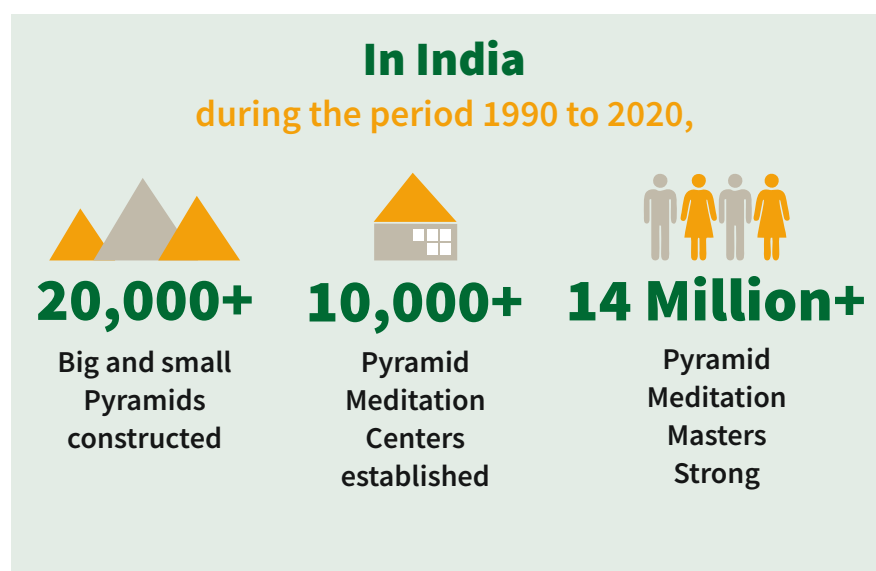 In India
during the period 1990 to 2020,
20,000+
Big and small
Pyramids
constructed
10,000+
Pyramid
Meditation
Centers
established
14 Million+
Pyramid
Meditation
Masters
Strong